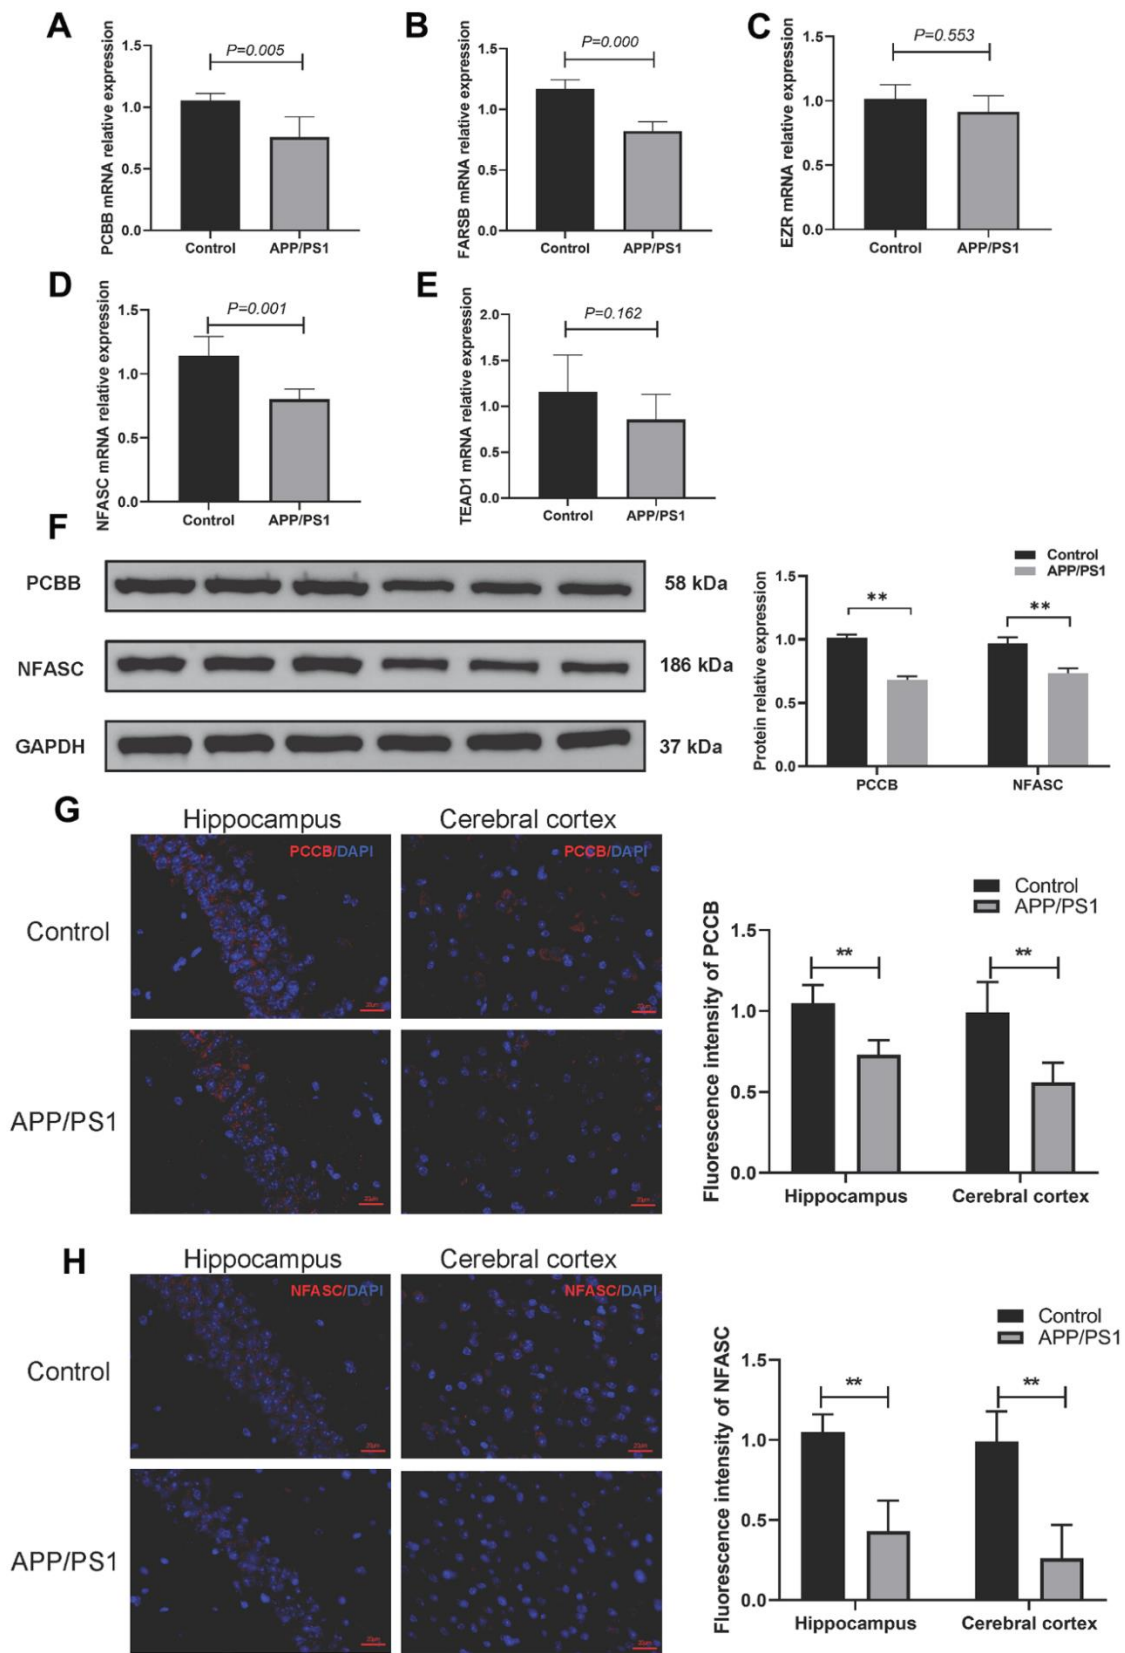 A
PCBB mRNA relative expression
1.5
1.0
0.5
0.0
P=0.005
Control
APP/PS1
B
FARSB mRNA relative expression
1.5
1.0
0.5
0.0
P=0.000
Control
APP/PS1
C
EZR mRNA relative expression
1.5
1.0
0.5
0.0
P=0.553
Control
APP/PS1
D
NFASC mRNA relative expression
1.5
1.0
0.5
0.0
P=0.001
Control
APP/PS1
E
TEAD1 mRNA relative expression
2.0
1.5
1.0
0.5
0.0
P=0.162
Control
APP/PS1
F
PCBB
58 kDa
NFASC
186 kDa
GAPDH
37 kDa
Control
APP/PS1
Protein relative expression
1.5
1.0
0.5
0.0
**
**
PCCB
NFASC
G
Hippocampus
Cerebral cortex
PCCB/DAPI
PCCB/DAPI
Control
20μm
20μm
APP/PS1
20μm
20μm
Control
APP/PS1
Fluorescence intensity of PCCB
1.5
1.0
0.5
0.0
**
**
Hippocampus
Cerebral cortex
H
Hippocampus
Cerebral cortex
NFASC/DAPI
NFASC/DAPI
Control
20μm
20μm
APP/PS1
20μm
20μm
Control
APP/PS1
Fluorescence intensity of NFASC
1.5
1.0
0.5
0.0
**
**
Hippocampus
Cerebral cortex